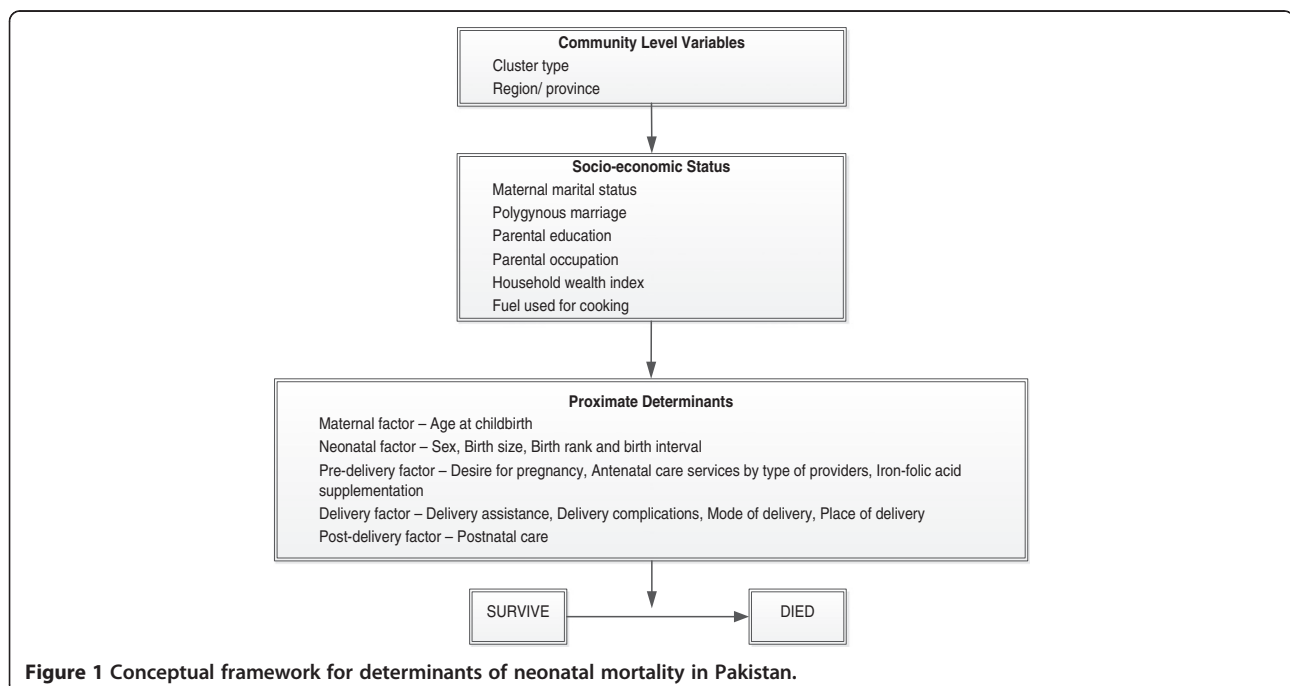 Community Level Variables
Cluster type
Region/ province
Socio-economic Status
Maternal marital status
Polygynous marriage
Parental education
Parental occupation
Household wealth index
Fuel used for cooking
Proximate Determinants
Maternal factor – Age at childbirth
Neonatal factor – Sex, Birth size, Birth rank and birth interval
Pre-delivery factor – Desire for pregnancy, Antenatal care services by type of providers, Iron-folic acid
supplementation
Delivery factor – Delivery assistance, Delivery complications, Mode of delivery, Place of delivery
Post-delivery factor – Postnatal care
SURVIVE
DIED
Figure 1 Conceptual framework for determinants of neonatal mortality in Pakistan.